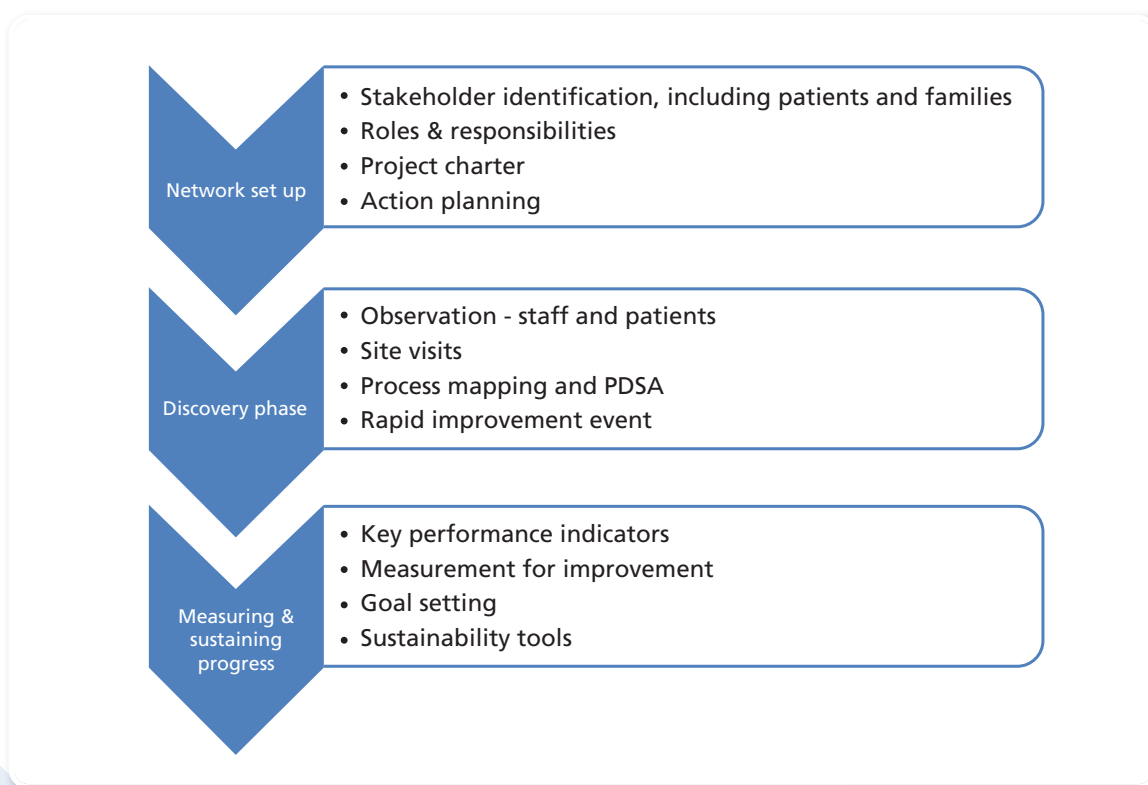 Network set up
• Stakeholder identification, including patients and families
• Roles & responsibilities
• Project charter
• Action planning
Discovery phase
• Observation - staff and patients
• Site visits
• Process mapping and PDSA
• Rapid improvement event
Measuring &
sustaining
progress
• Key performance indicators
• Measurement for improvement
• Goal setting
• Sustainability tools